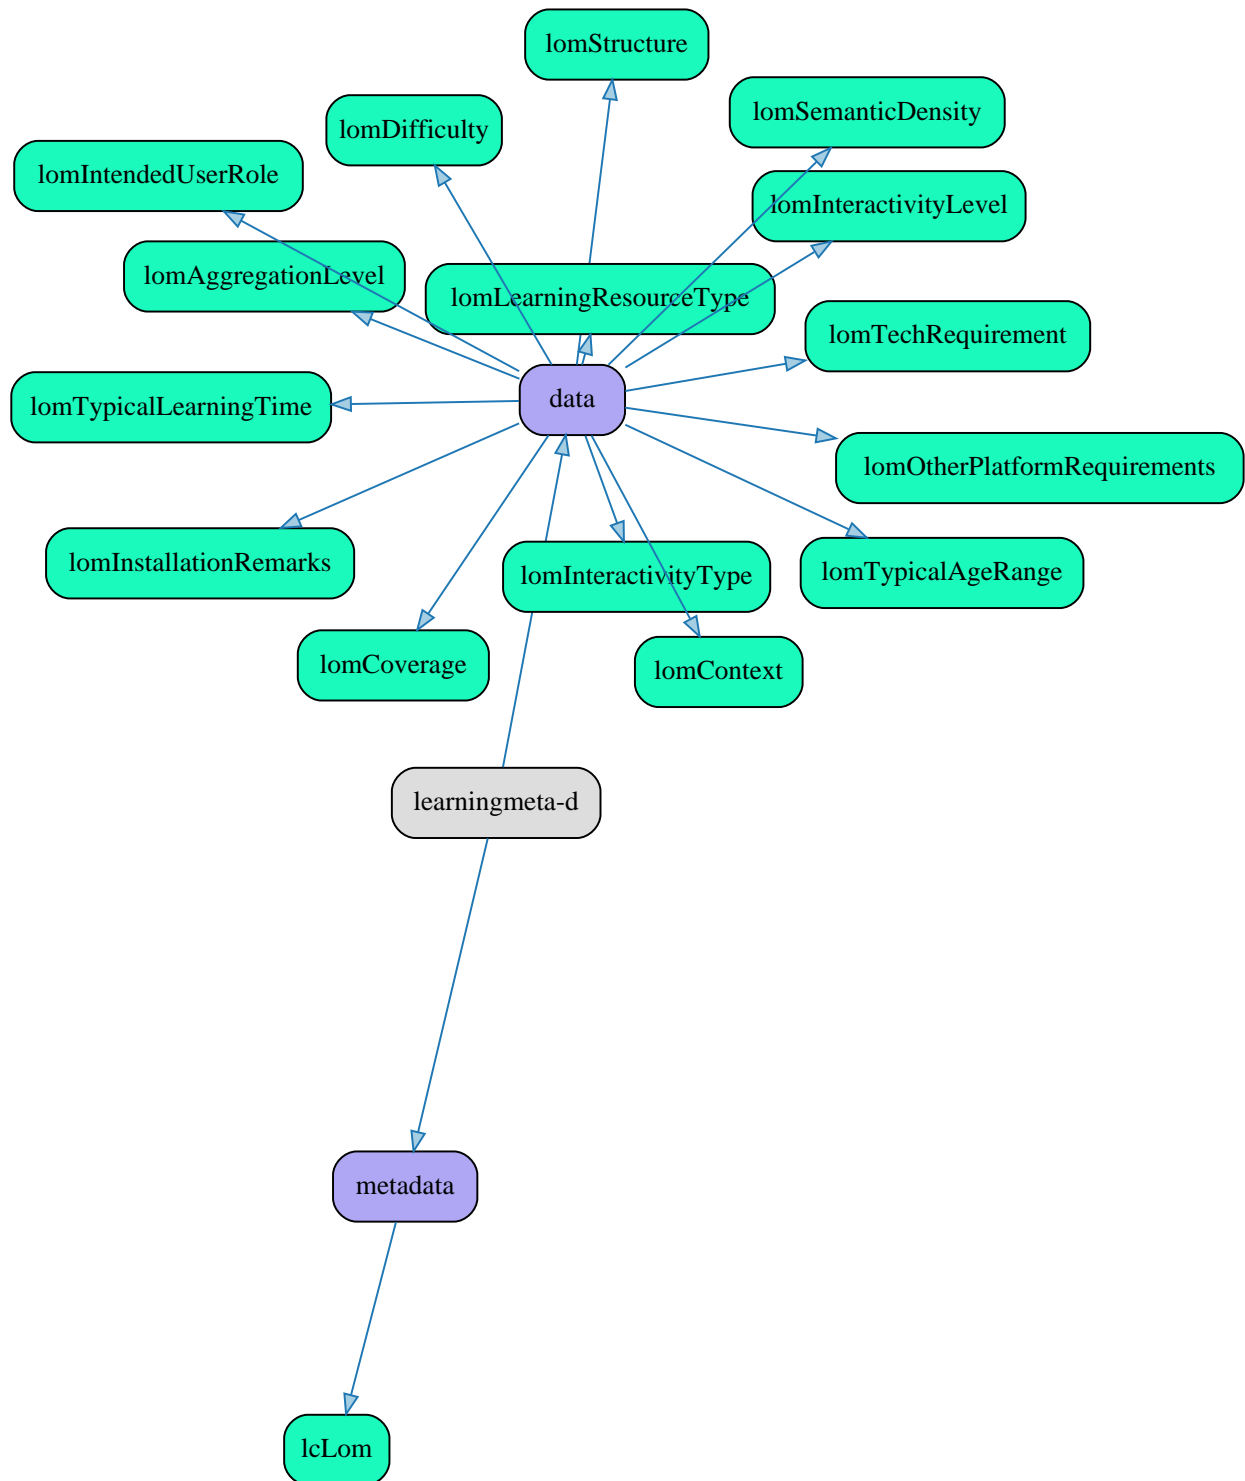 lomStructure
lomSemanticDensity
lomDifficulty
lomIntendedUserRole
lomInteractivityLevel
lomAggregationLevel
lomLearningResourceType
lomTechRequirement
data
lomTypicalLearningTime
lomOtherPlatformRequirements
lomInstallationRemarks
lomInteractivityType
lomTypicalAgeRange
lomCoverage
lomContext
learningmeta-d
metadata
lcLom